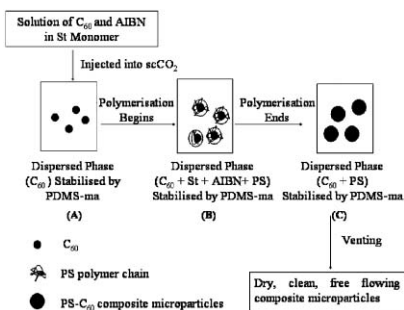 Solution of C60 and AIBN
in St Monomer
Injected into scCO2
Polymerisation
Begins
Polymerisation
Ends
Dispersed Phase
(C60) Stabilised by
PDMS-ma
(A)
Dispersed Phase
(C60 + St + AIBN+ PS)
Stabilised by PDMS-ma
(B)
Dispersed Phase
(C60 + PS)
Stabilised by PDMS-ma
(C)
C60
PS polymer chain
PS-C60 composite microparticles
Venting
Dry, clean, free flowing
composite microparticles